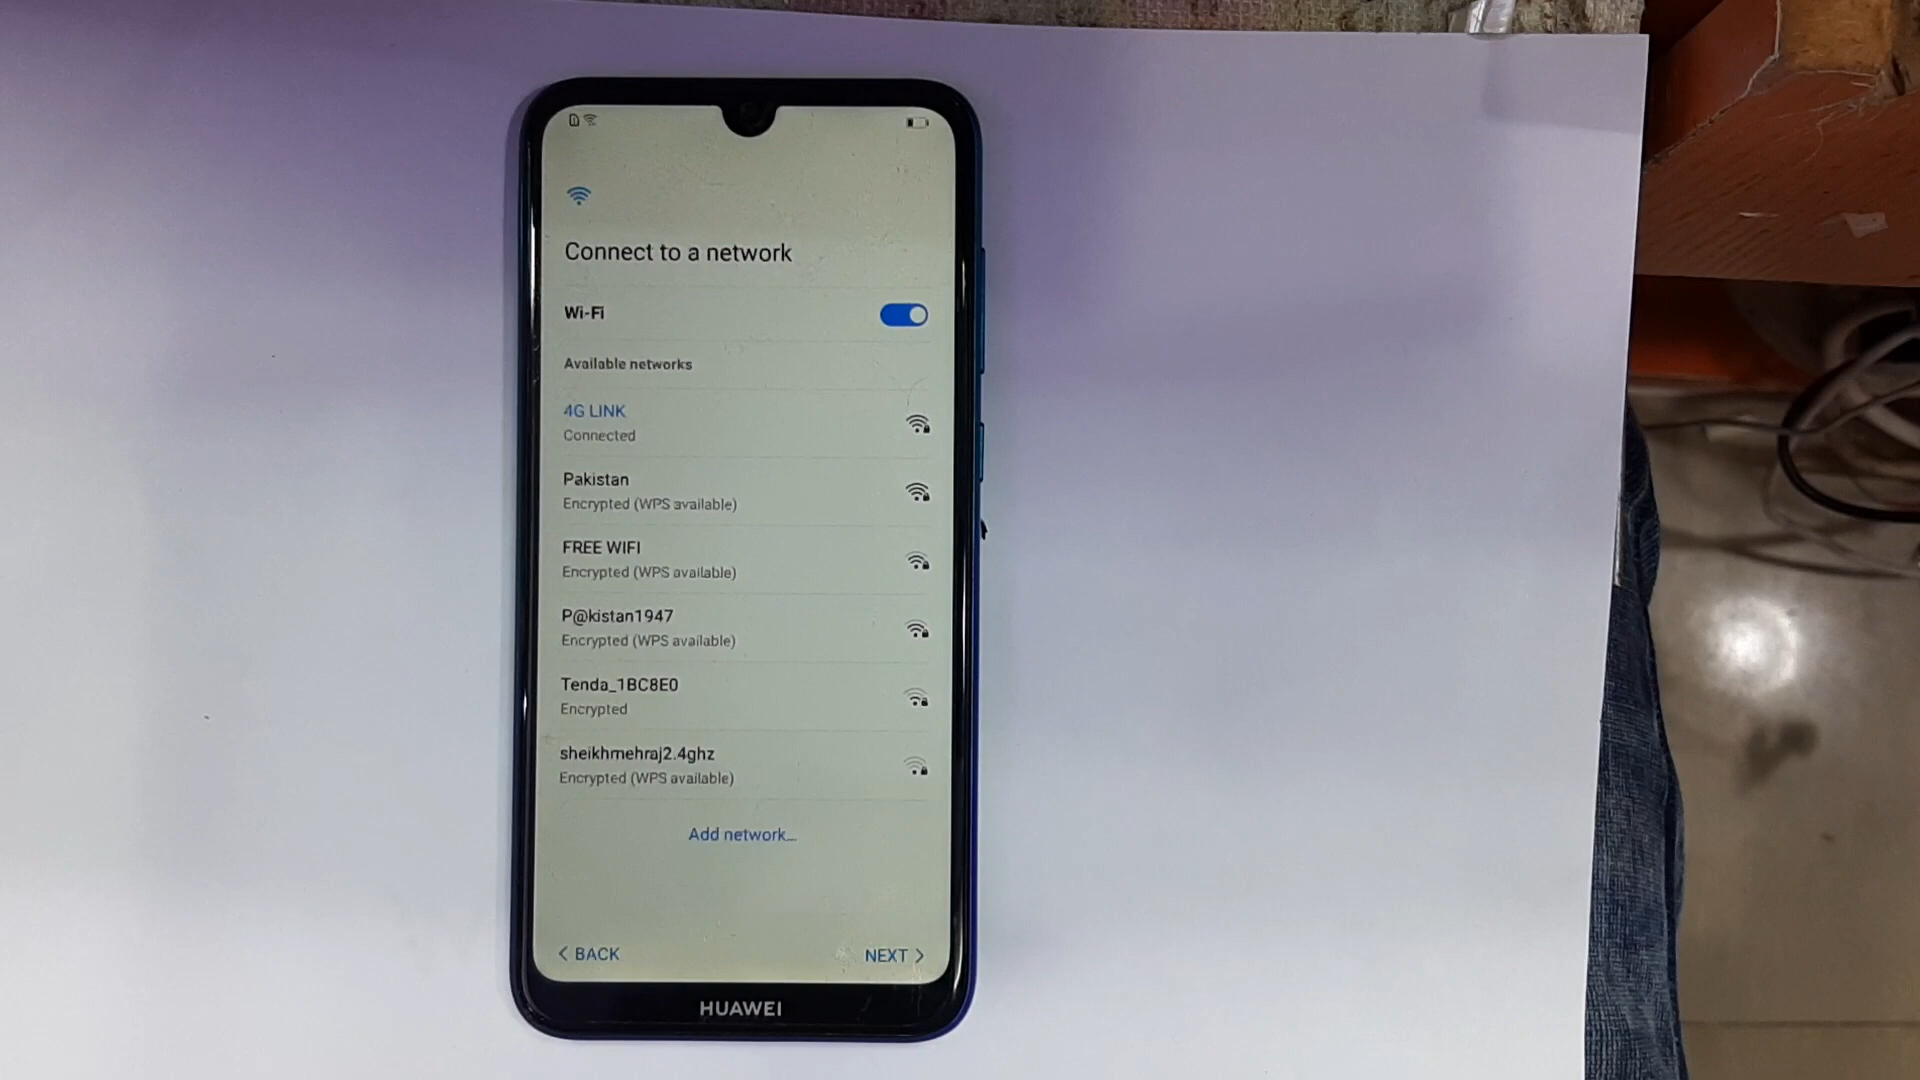 Connect to a network
Wi-Fi
Available networks
4G LINK
Connected
Pakistan
Encrypted (WPS available)
FREE WIFI
Encrypted (WPS available)
P@kistan1947
Encrypted (WPS available)
Tenda_1BC8E0
Encrypted
sheikhmehraj2.4ghz
Encrypted (WPS available)
Add network...
< BACK
NEXT >
HUAWEI